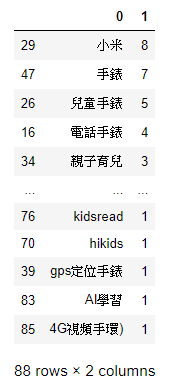 0 1
29 小米 8
47 手錶 7
26 兒童手錶 5
16 電話手錶 4
34 親子育兒 3
... ... ...
76 kidsread 1
70 hikids 1
39 gps定位手錶 1
83 AI學習 1
85 4G視頻手環) 1
88 rows × 2 columns